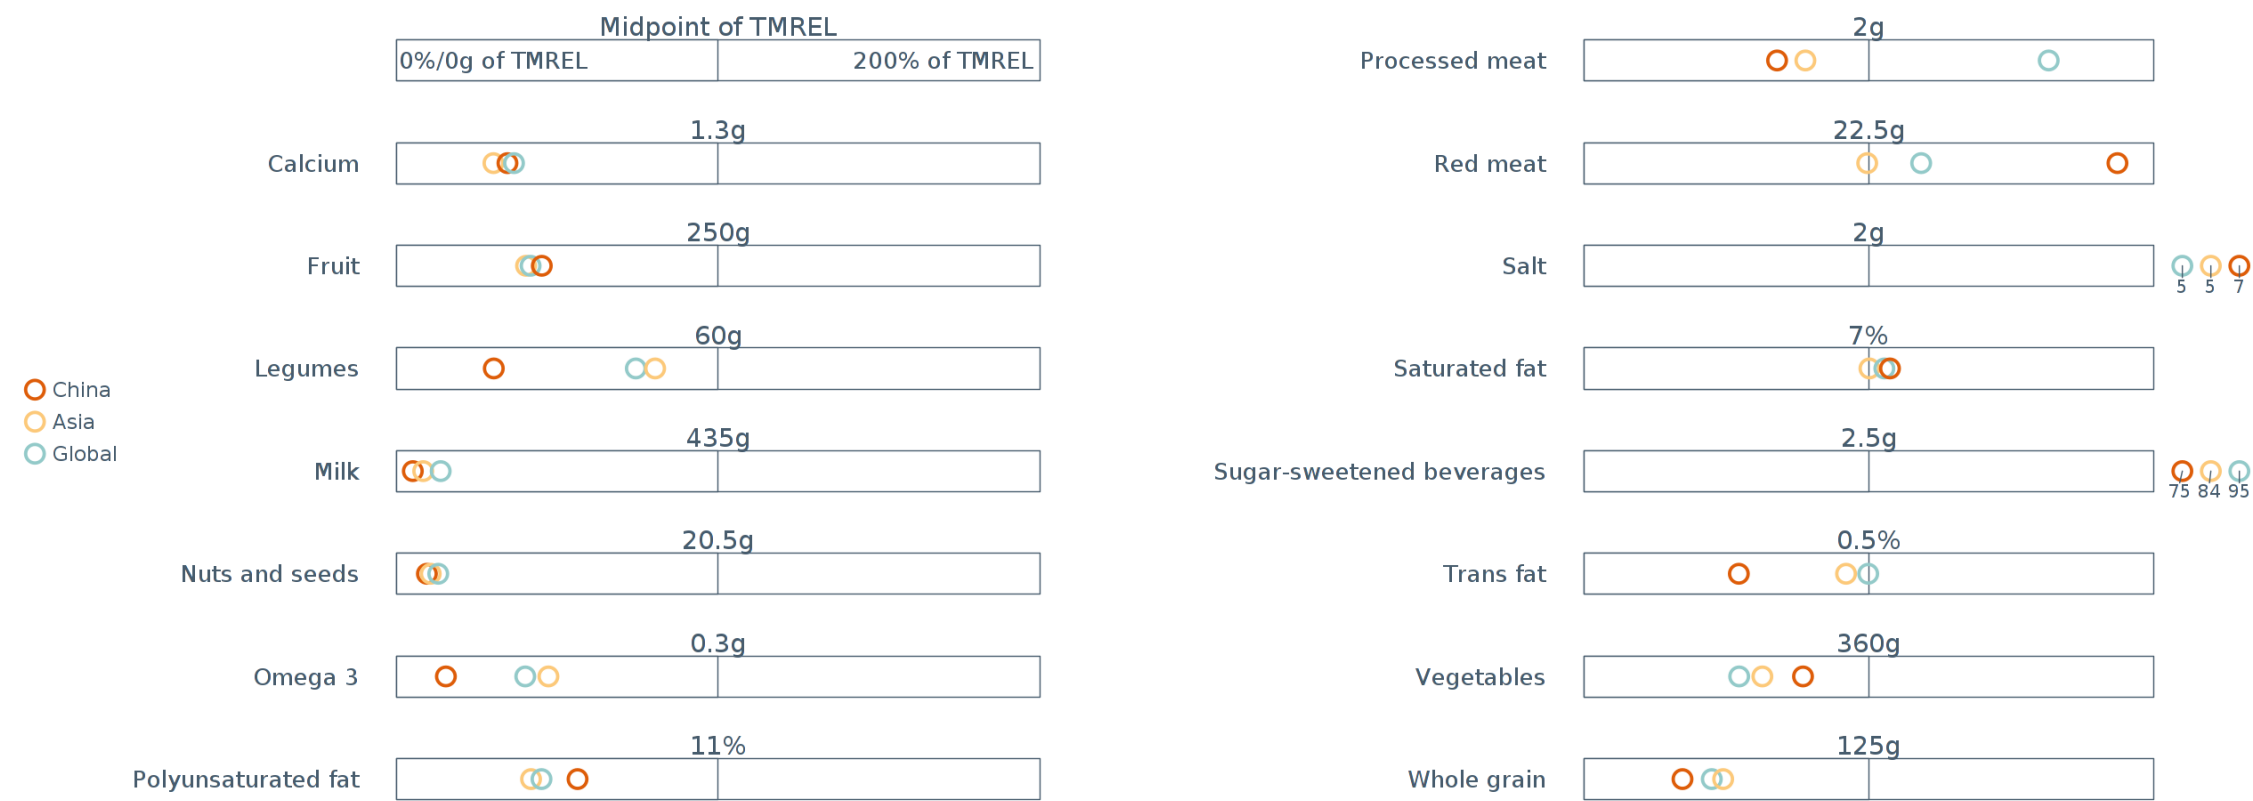 Midpoint of TMREL
0%/0g of TMREL 200% of TMREL
Calcium 1.3g
Fruit 250g
Legumes 60g
Milk 435g
Nuts and seeds 20.5g
Omega 3 0.3g
Polyunsaturated fat 11%
China
Asia
Global
Processed meat 2g
Red meat 22.5g
Salt 2g
5 5 7
Saturated fat 7%
Sugar-sweetened beverages 2.5g
75 84 95
Trans fat 0.5%
Vegetables 360g
Whole grain 125g